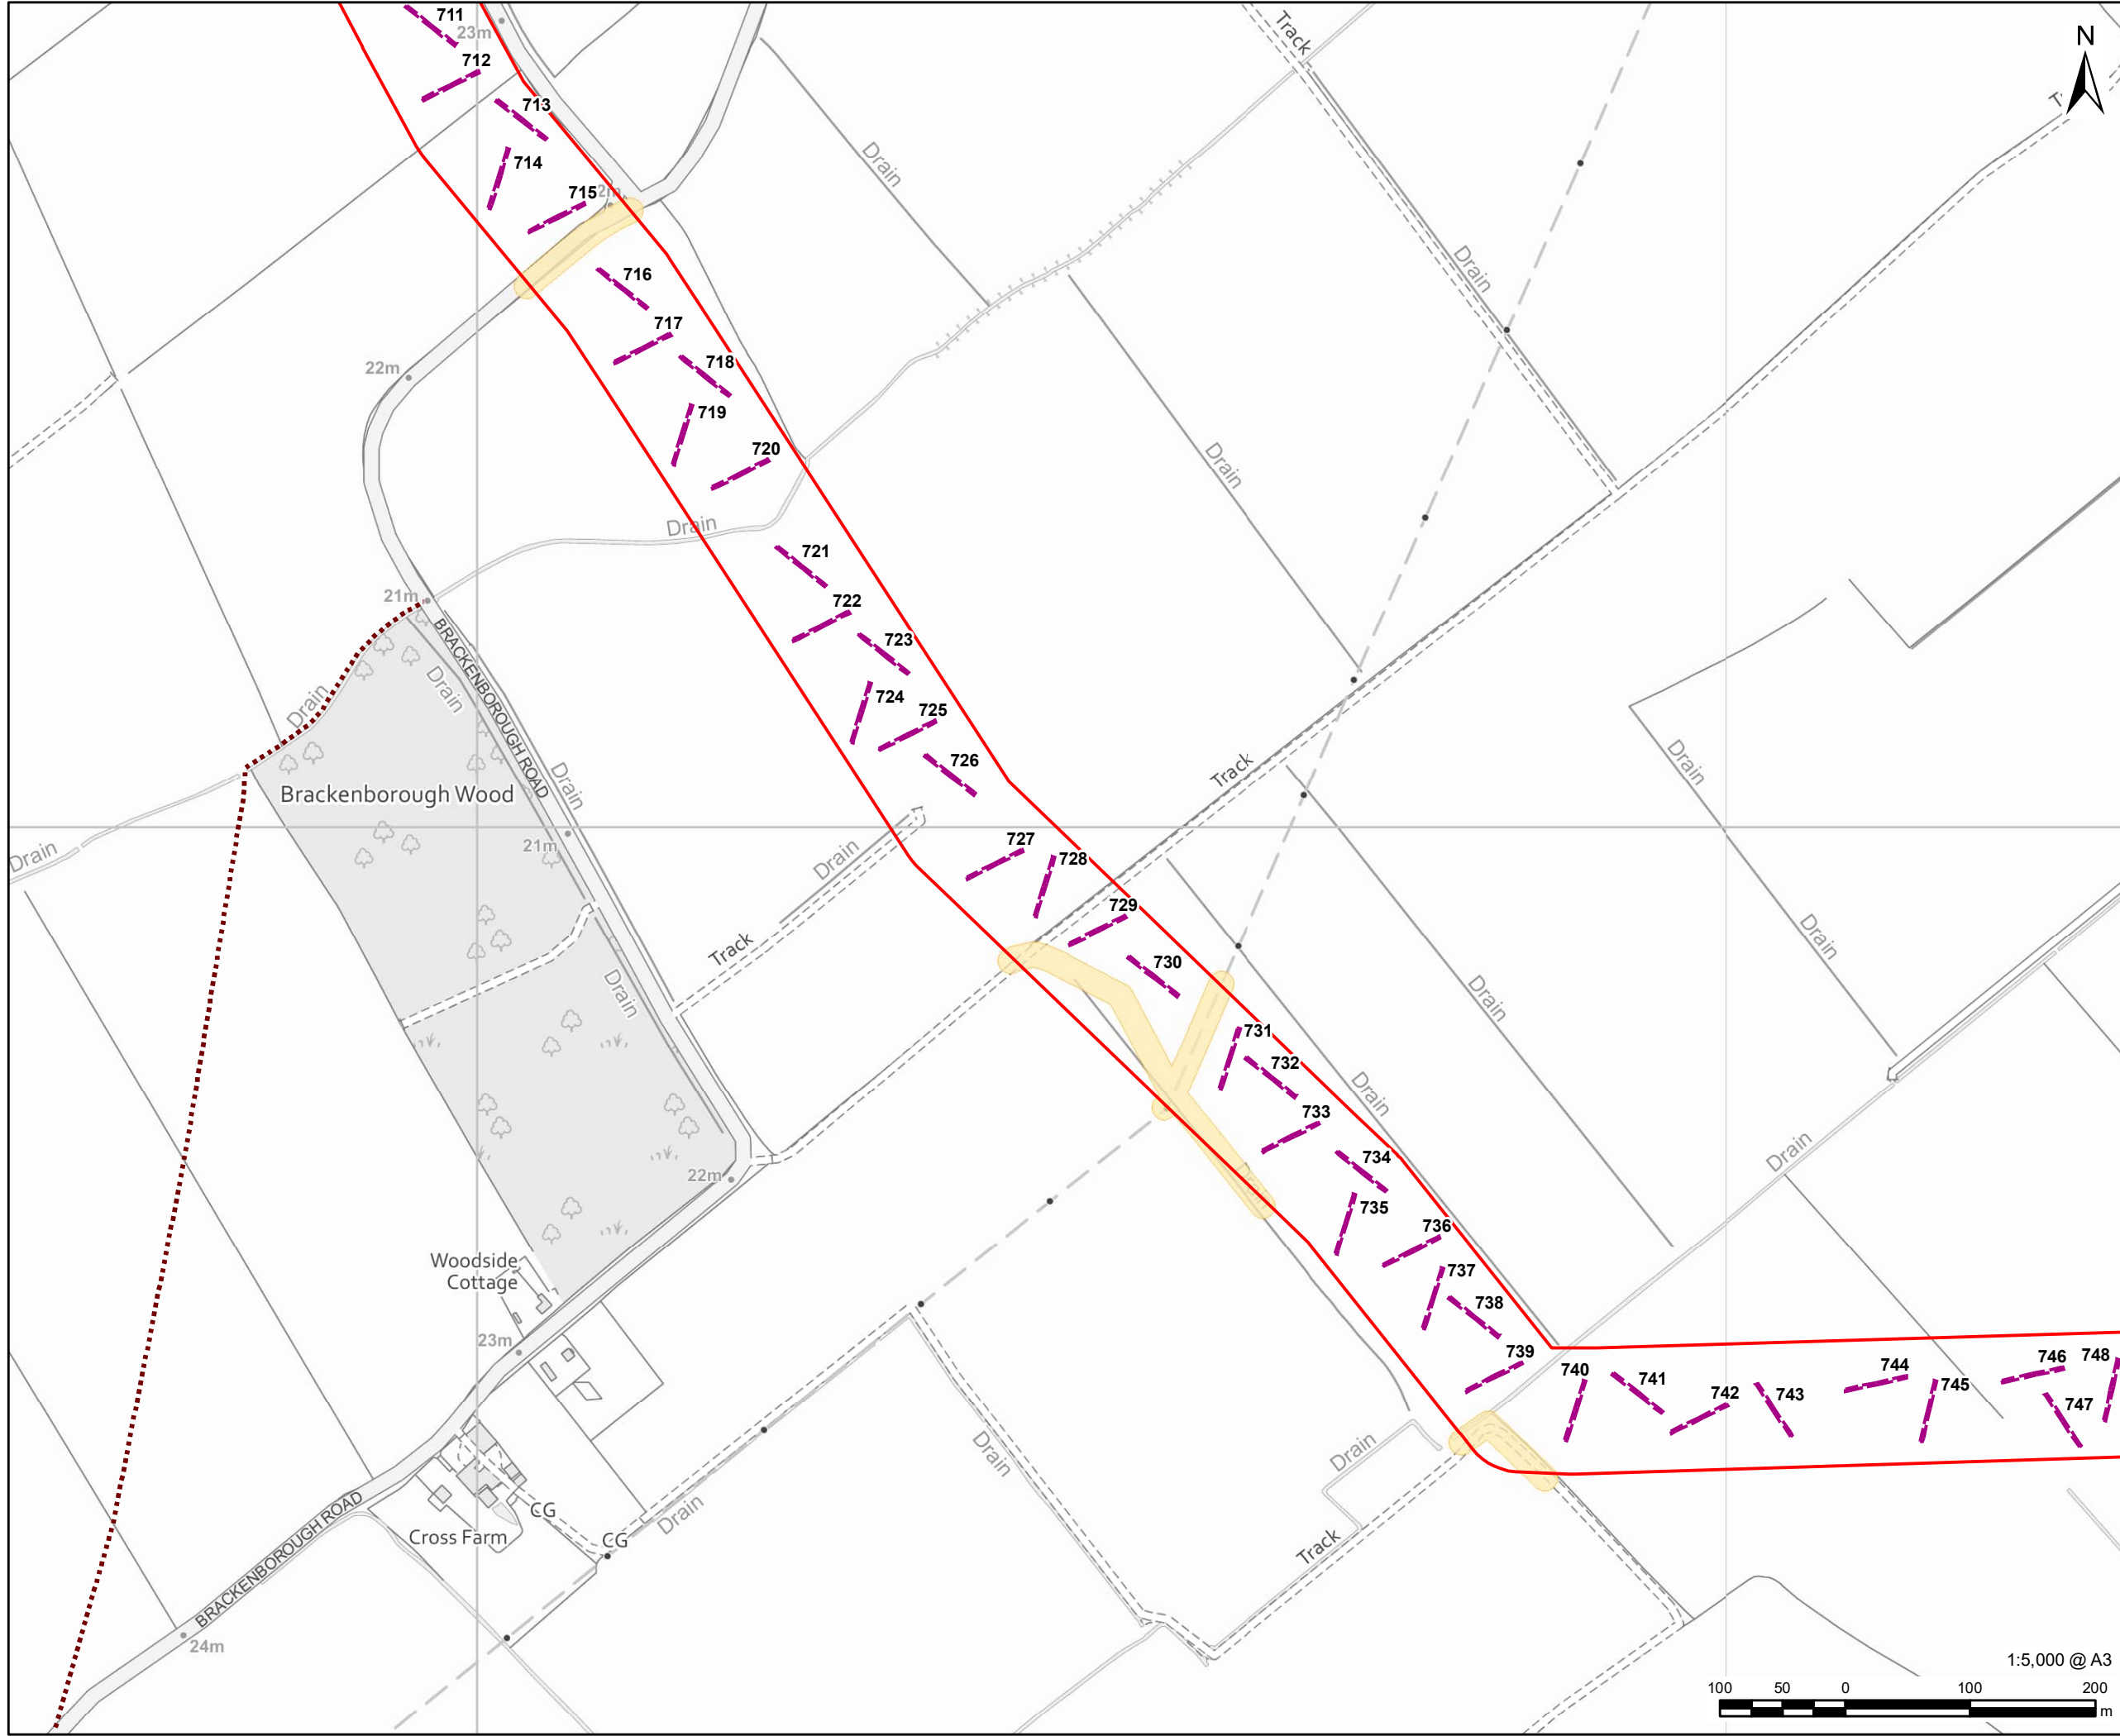 711
23m
Track
N
712
713
Drain
714
715
716
Drain
717
22m
718
719
720
Drain
Drain
721
21m
722
723
BRACKENBOROUGH ROAD
Drain
Drain
724
725
726
Drain
Track
Brackenborough Wood
Drain
21m
Drain
Drain
727
728
729
Drain
Track
730
Drain
Drain
731
732
Drain
733
734
Drain
22m
735
736
Woodside
Cottage
737
738
23m
739
740
741
742
743
744
745
746
747
748
Drain
Drain
BRACKENBOROUGH ROAD
CG
Drain
Cross Farm
CG
Track
24m
1:5,000 @ A3
100 50 0 100 200
m